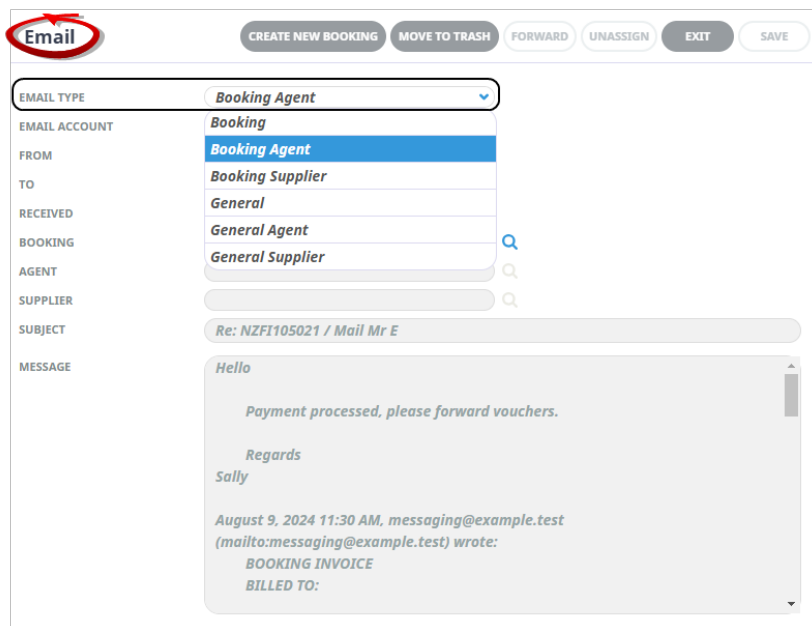 Email
CREATE NEW BOOKING MOVE TO TRASH FORWARD UNASSIGN EXIT SAVE
EMAIL TYPE Booking Agent
EMAIL ACCOUNT Booking
FROM Booking Agent
TO Booking Supplier
RECEIVED General
BOOKING General Agent
AGENT General Supplier
SUPPLIER
SUBJECT Re: NZFI105021 / Mail Mr E
MESSAGE Hello
Payment processed, please forward vouchers.
Regards
Sally
August 9, 2024 11:30 AM, messaging@example.test
(mailto:messaging@example.test) wrote:
BOOKING INVOICE
BILLED TO: